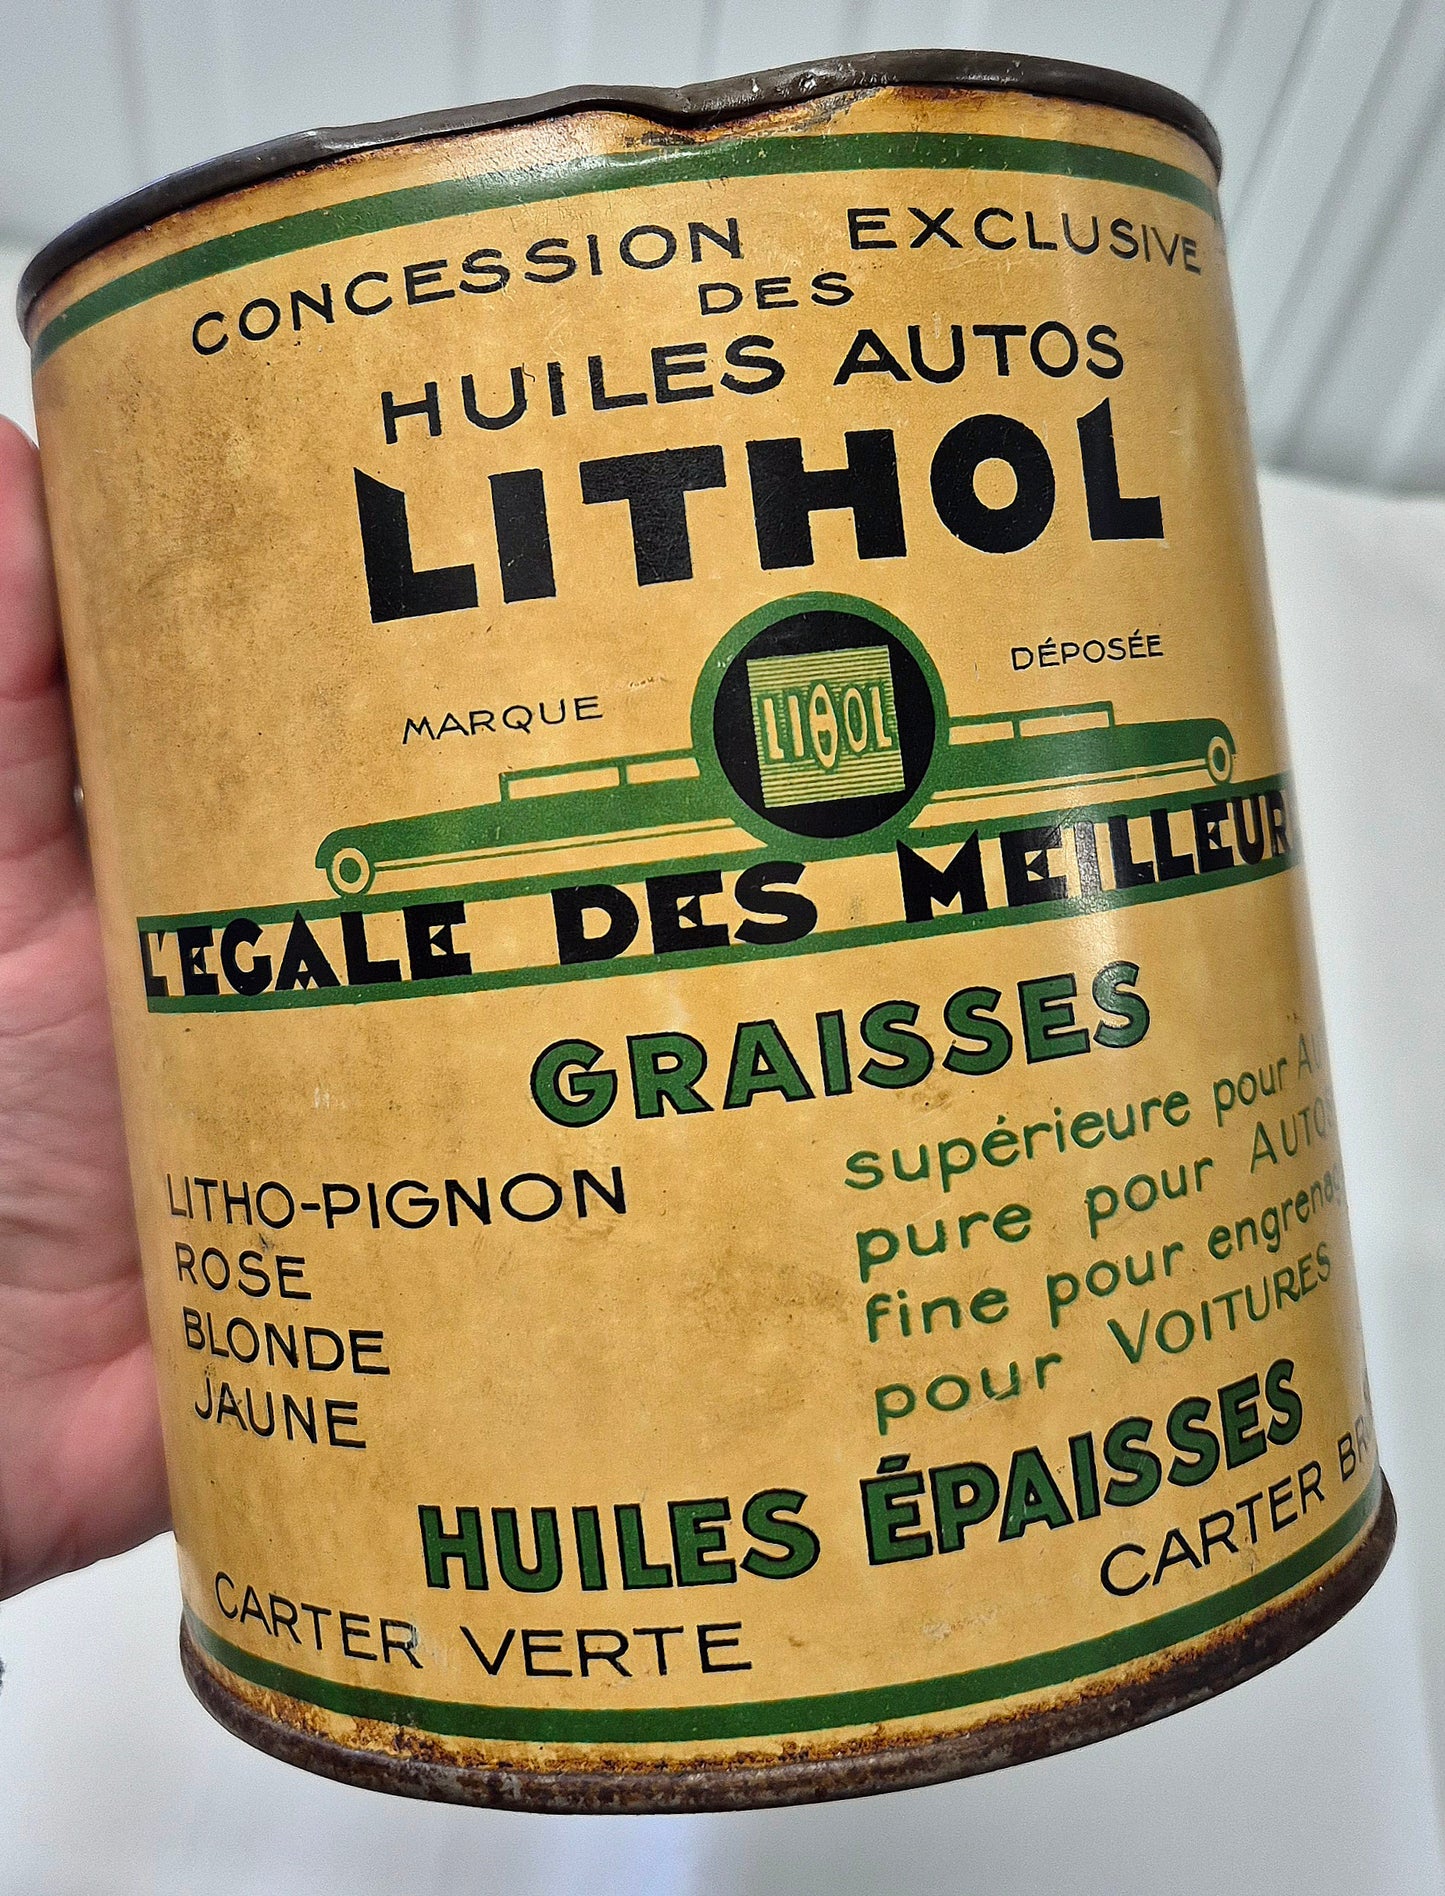 CONCESSION EXCLUSIVE
DES
HUILES AUTOS
LITHOL
MARQUE DÉPOSÉE
LITHOL
L'EGALE DES MEILLEUR
GRAISSES
LITHO-PIGNON supérieure pour
ROSE pure pour
BLONDE fine pour
JAUNE pour VOITURES
HUILES ÉPAISSES
CARTER VERTE CARTER